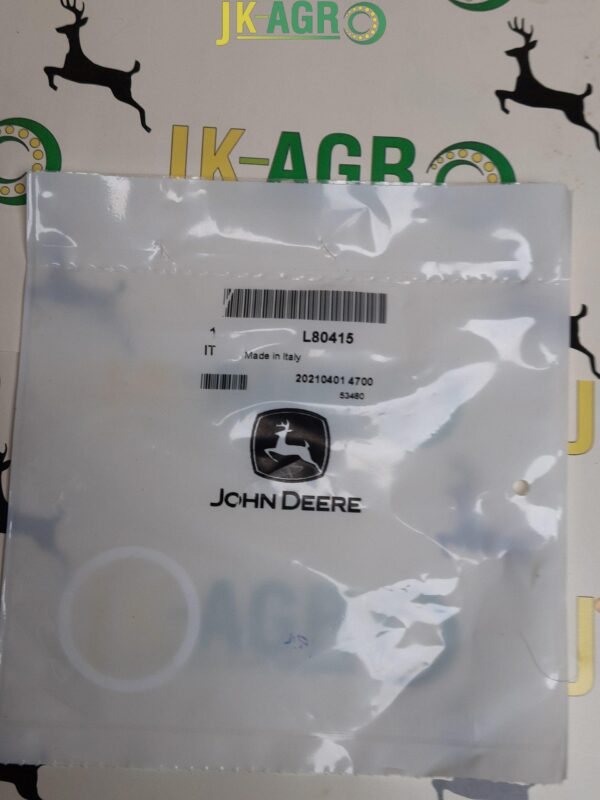 JK-AGRO
JK-AGRO
1 L80415
IT Made in Italy
20210401 4700
53480
JOHN DEERE
AGRO
J
J